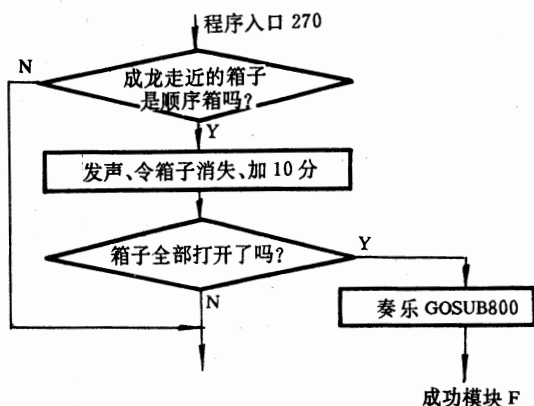 程序入口 270
N
成龙走近的箱子
是顺序箱吗?
Y
发声、令箱子消失、加 10 分
箱子全部打开了吗?
Y
N
奏乐 GOSUB800
成功模块 F